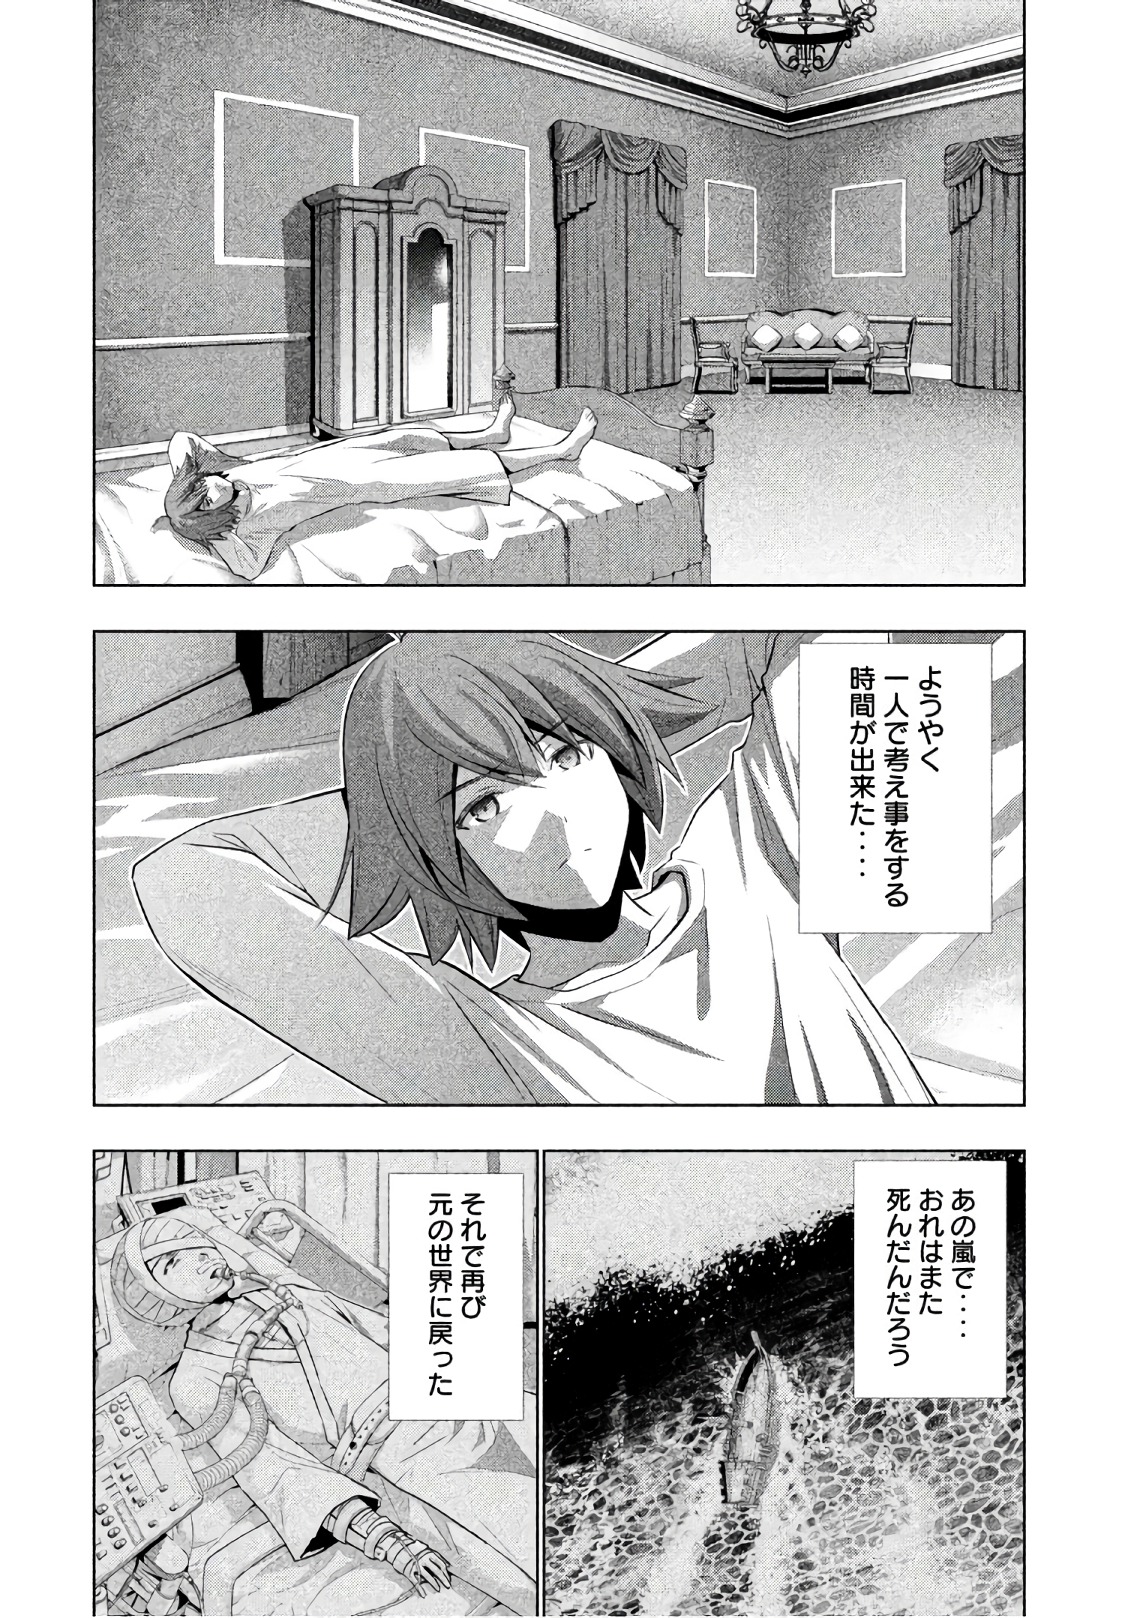 ようやく
一人で考え事をする
時間が出来た‥‥
あの嵐で‥‥
おれはまた
死んだんだろう
それで再び
元の世界に戻った